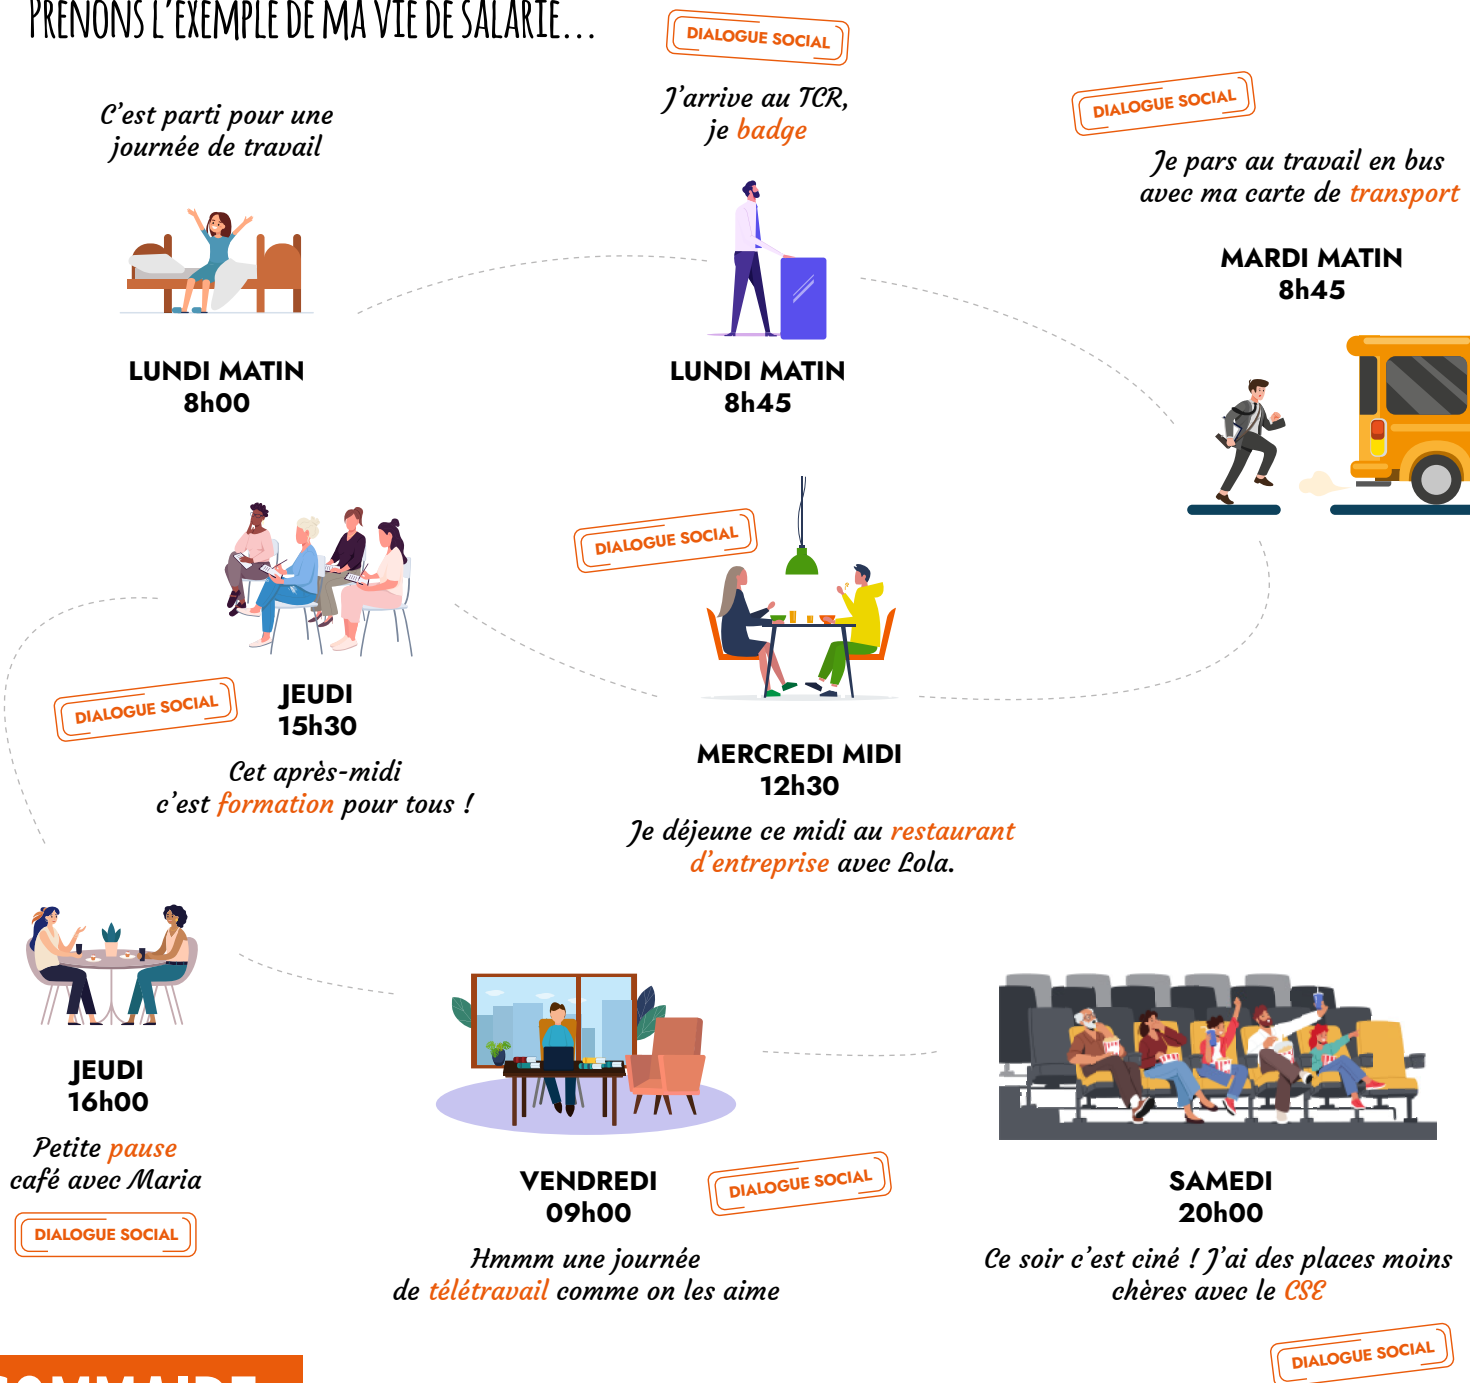 PRENONS L'EXEMPLE DE MA VIE DE SALARIÉ...
C'est parti pour une
journée de travail
LUNDI MATIN
8h00
DIALOGUE SOCIAL
J'arrive au TCR,
je badge
LUNDI MATIN
8h45
DIALOGUE SOCIAL
Je pars au travail en bus
avec ma carte de transport
MARDI MATIN
8h45
DIALOGUE SOCIAL
MERCREDI MIDI
12h30
Je déjeune ce midi au restaurant
d'entreprise avec Lola.
DIALOGUE SOCIAL
JEUDI
15h30
Cet après-midi
c'est formation pour tous !
JEUDI
16h00
Petite pause
café avec Maria
DIALOGUE SOCIAL
VENDREDI
09h00
DIALOGUE SOCIAL
Hmmm une journée
de télétravail comme on les aime
SAMEDI
20h00
Ce soir c'est ciné ! J'ai des places moins
chères avec le CSE
DIALOGUE SOCIAL